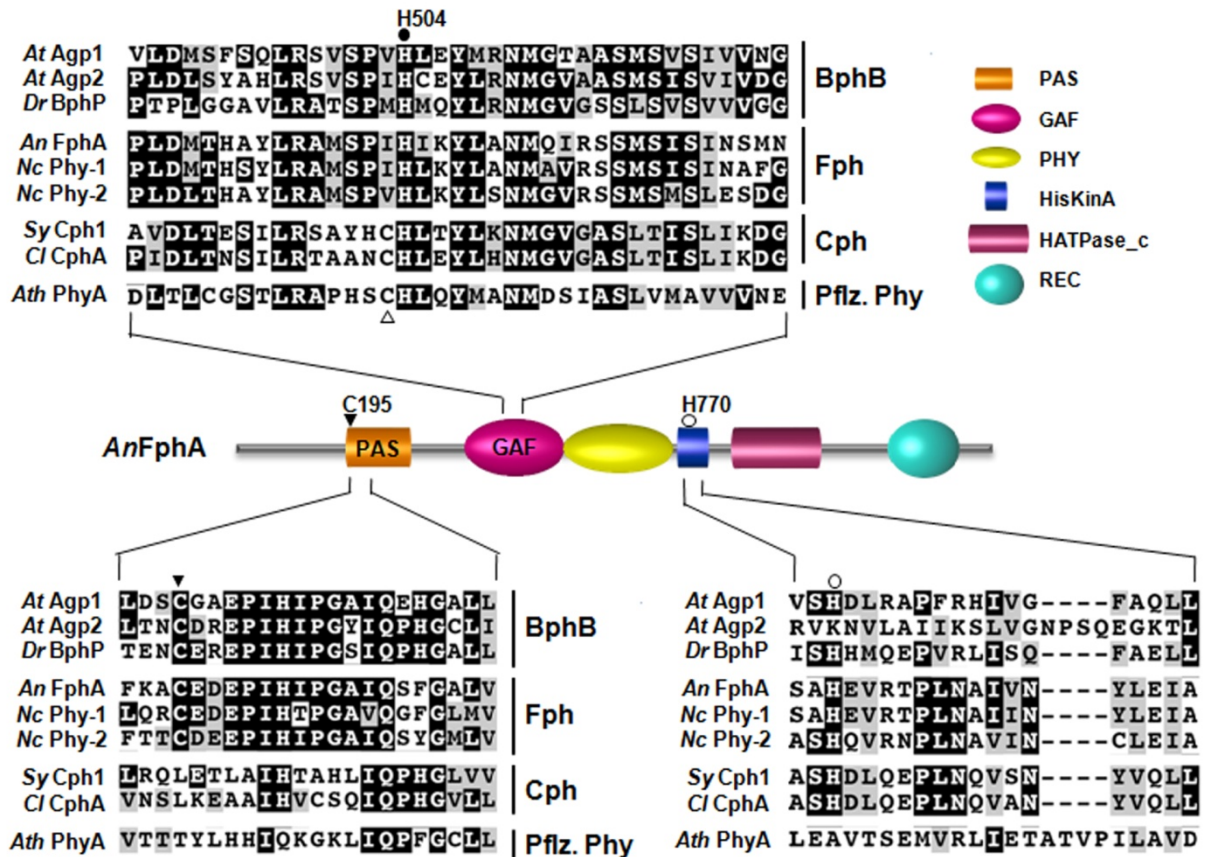 H504
At Agp1 VLDMSFSQLRSVSPVHLEYMRNMGTAASMSVSIVVNG
At Agp2 PLDLSYAHLRSVSPIHCEYLRNMGVAASMSISVIVDG
Dr BphP PTPLGGAVLRATSPMHMQYLRNMGVGSSLSVSVVVGG
BphB
An FphA PLDMTHAYLRAMSPIHIKYLANMQIRSSMSISINSMN
Nc Phy-1 PLDMTHSYLRAMSPIHLKYLANMAVRSSMSISINAFG
Nc Phy-2 PLDLTHAYLRAMSPVHLKYLSNMGVRSSMSMSLESDG
Fph
Sy Cph1 AVDLTESILRSAYHCHLTYLKNMGVGASLTISLIKDG
Cl CphA PIDLTNSILRTAANCHLEYLHNMGVGASLTISLIKDG
Cph
Ath PhyA DLTLCGSTLRAPHSCHLQYMANMDSIASLVMAVVVNE
Pflz. Phy
PAS
GAF
PHY
HisKinA
HATPase_c
REC
C195
H770
AnFphA
PAS
GAF
At Agp1 LDSCGAEPIHIPGAIQEHGALL
At Agp2 LTNCDREPIHIPGYIQPHGCLI
Dr BphP TENCEREPIHIPGSIQPHGALL
BphB
An FphA FKACEDEPIHIPGAIQSFGALV
Nc Phy-1 LQRCEDEPIHTPGAVQGFGLMV
Nc Phy-2 FTTCDEEPIHIPGAIQSYGMLV
Fph
Sy Cph1 LRQLETLAIHTAHLIQPHGLVV
Cl CphA VNSLKEAAIHVCSQIQPHGVLL
Cph
Ath PhyA VTTTYLHHIQKGKLIQPFGCLL
Pflz. Phy
At Agp1 VSHDLRAPFRHIVG----FAQLL
At Agp2 RVKNVLAIIKSLVGNPSQEGKTL
Dr BphP ISHHMQEPVRLISQ----FAELL
An FphA SAHEVRTPLNAIVN----YLEIA
Nc Phy-1 SAHEVRTPLNAIIN----YLEIA
Nc Phy-2 ASHQVRNPLNAVIN----CLEIA
Sy Cph1 ASHDLQEPLNQVSN----YVQLL
Cl CphA ASHDLQEPLNQVAN----YVQLL
Ath PhyA LEAVTSEMVRLIETATVPILAVD